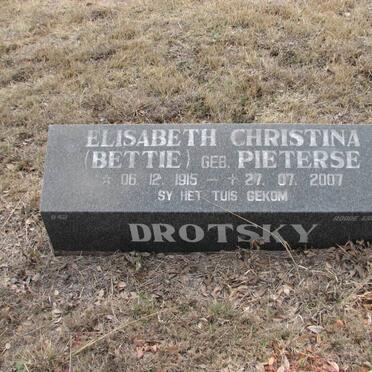 ELISABETH CHRISTINA
(BETTIE) GEB. PIETERSE
☆ 06. 12. 1915 — ✝ 27. 07. 2007
SY HET TUIS GEKOM
DROTSKY